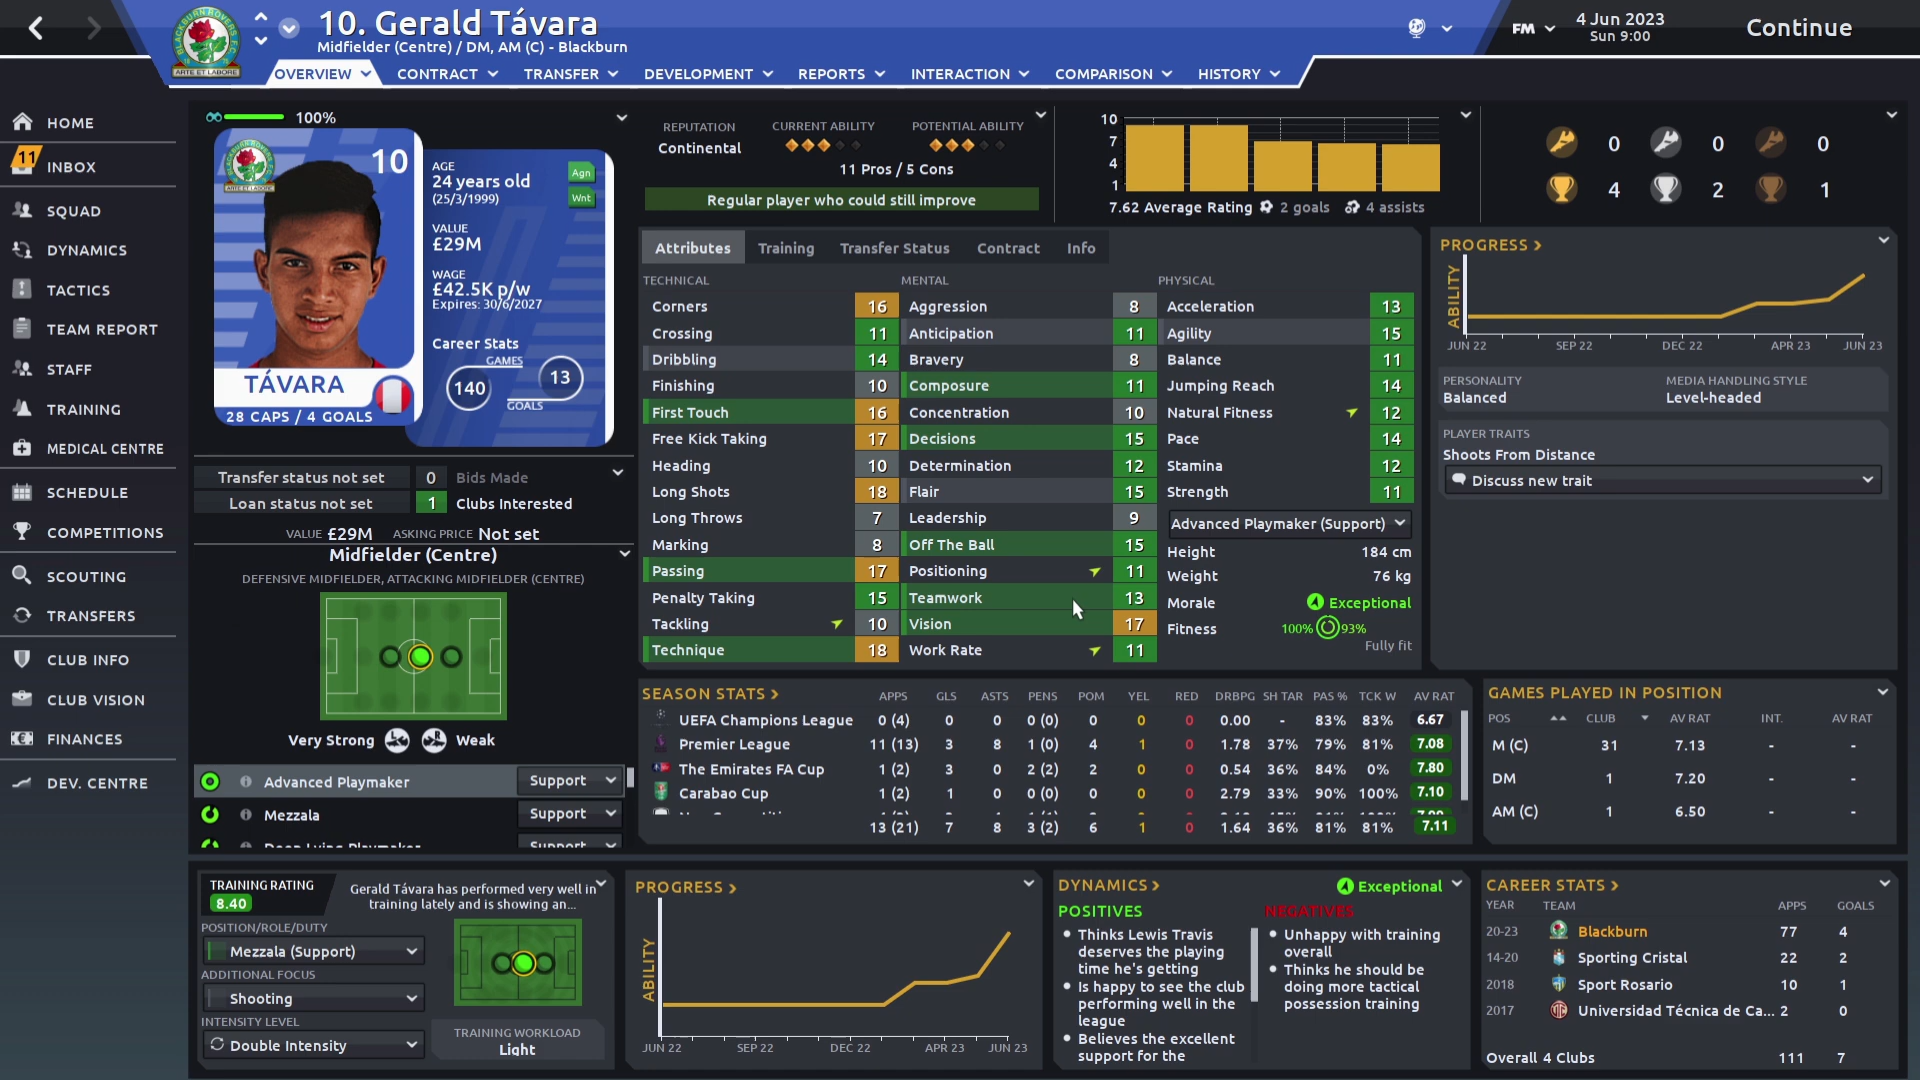 10. Gerald Távara
Midfielder (Centre) / DM, AM (C) - Blackburn
FM
4 Jun 2023
Sun 9:00
Continue
OVERVIEW CONTRACT TRANSFER DEVELOPMENT REPORTS INTERACTION COMPARISON HISTORY
HOME
11
INBOX
SQUAD
DYNAMICS
TACTICS
TEAM REPORT
STAFF
TRAINING
MEDICAL CENTRE
SCHEDULE
COMPETITIONS
SCOUTING
TRANSFERS
CLUB INFO
CLUB VISION
FINANCES
DEV. CENTRE
100%
10
TÁVARA
28 CAPS / 4 GOALS
AGE
24 years old
(25/3/1999)
Agn
Wnt
VALUE
£29M
WAGE
£42.5K p/w
Expires: 30/6/2027
Career Stats
GAMES
140
13
GOALS
Transfer status not set 0 Bids Made
Loan status not set 1 Clubs Interested
VALUE £29M ASKING PRICE Not set
Midfielder (Centre)
DEFENSIVE MIDFIELDER, ATTACKING MIDFIELDER (CENTRE)
Very Strong L R Weak
Advanced Playmaker Support
Mezzala Support
Deep Lying Playmaker Support
REPUTATION
Continental
CURRENT ABILITY
POTENTIAL ABILITY
11 Pros / 5 Cons
Regular player who could still improve
10
7
4
1
7.62 Average Rating 2 goals 4 assists
0 0 0
4 2 1
Attributes Training Transfer Status Contract Info
TECHNICAL MENTAL PHYSICAL
Corners 16 Aggression 8 Acceleration 13
Crossing 11 Anticipation 11 Agility 15
Dribbling 14 Bravery 8 Balance 11
Finishing 10 Composure 11 Jumping Reach 14
First Touch 16 Concentration 10 Natural Fitness 12
Free Kick Taking 17 Decisions 15 Pace 14
Heading 10 Determination 12 Stamina 12
Long Shots 18 Flair 15 Strength 11
Long Throws 7 Leadership 9 Advanced Playmaker (Support)
Marking 8 Off The Ball 15 Height 184 cm
Passing 17 Positioning 11 Weight 76 kg
Penalty Taking 15 Teamwork 13 Morale Exceptional
Tackling 10 Vision 17 Fitness 100% 93%
Technique 18 Work Rate 11 Fully fit
PROGRESS
ABILITY
JUN 22 SEP 22 DEC 22 APR 23 JUN 23
PERSONALITY
Balanced
MEDIA HANDLING STYLE
Level-headed
PLAYER TRAITS
Shoots From Distance
Discuss new trait
SEASON STATS APPS GLS ASTS PENS POM YEL RED DRBPG SH TAR PAS % TCK W AV RAT
UEFA Champions League 0 (4) 0 0 0 (0) 0 0 0 0.00 - 83% 83% 6.67
Premier League 11 (13) 3 8 1 (0) 4 1 0 1.78 37% 79% 81% 7.08
The Emirates FA Cup 1 (2) 3 0 2 (2) 2 0 0 0.54 36% 84% 0% 7.80
Carabao Cup 1 (2) 1 0 0 (0) 0 0 0 2.79 33% 90% 100% 7.10
13 (21) 7 8 3 (2) 6 1 0 1.64 36% 81% 81% 7.11
GAMES PLAYED IN POSITION
POS CLUB AV RAT INT. AV RAT
M (C) 31 7.13 - -
DM 1 7.20 - -
AM (C) 1 6.50 - -
TRAINING RATING
8.40
Gerald Távara has performed very well in
training lately and is showing an...
POSITION/ROLE/DUTY
Mezzala (Support)
ADDITIONAL FOCUS
Shooting
INTENSITY LEVEL
Double Intensity
TRAINING WORKLOAD
Light
PROGRESS
ABILITY
JUN 22 SEP 22 DEC 22 APR 23 JUN 23
DYNAMICS
Exceptional
POSITIVES
Thinks Lewis Travis
deserves the playing
time he's getting
Is happy to see the club
performing well in the
league
Believes the excellent
support for the
NEGATIVES
Unhappy with training
overall
Thinks he should be
doing more tactical
possession training
CAREER STATS
YEAR TEAM APPS GOALS
20-23 Blackburn 77 4
14-20 Sporting Cristal 22 2
2018 Sport Rosario 10 1
2017 Universidad Técnica de Ca... 2 0
Overall 4 Clubs 111 7